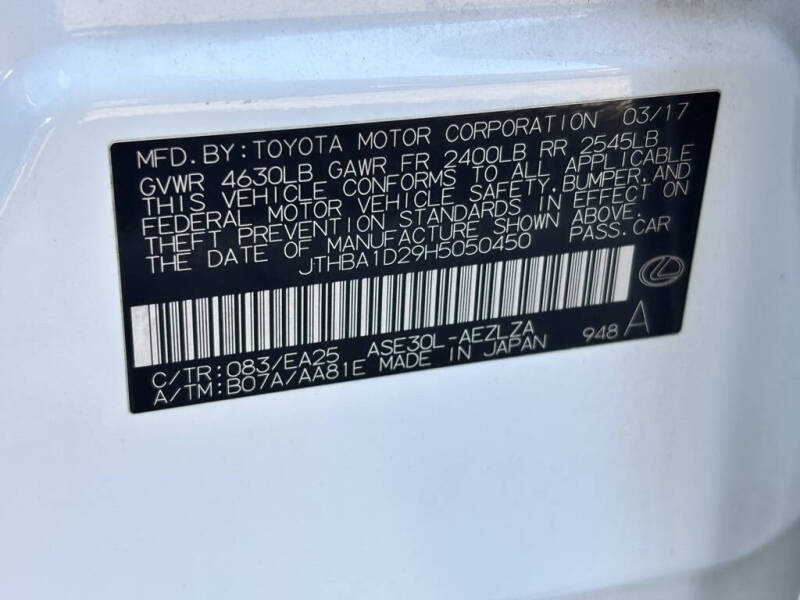 MFD. BY: TOYOTA MOTOR CORPORATION 03/17
GVWR 4630LB GAWR FR 2400LB RR 2545LB
THIS VEHICLE CONFORMS TO ALL APPLICABLE
FEDERAL MOTOR VEHICLE SAFETY, BUMPER, AND
THEFT PREVENTION STANDARDS IN EFFECT ON
THE DATE OF MANUFACTURE SHOWN ABOVE.
JTHBA1D29H5050450 PASS. CAR
C/TR: 083/EA25 ASE30L-AEZLZA 948 A
A/TM: B07A/AA81E MADE IN JAPAN